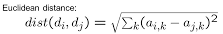 Euclidean distance:
dist(d_i, d_j) = √∑_k(a_{i,k} − a_{j,k})²